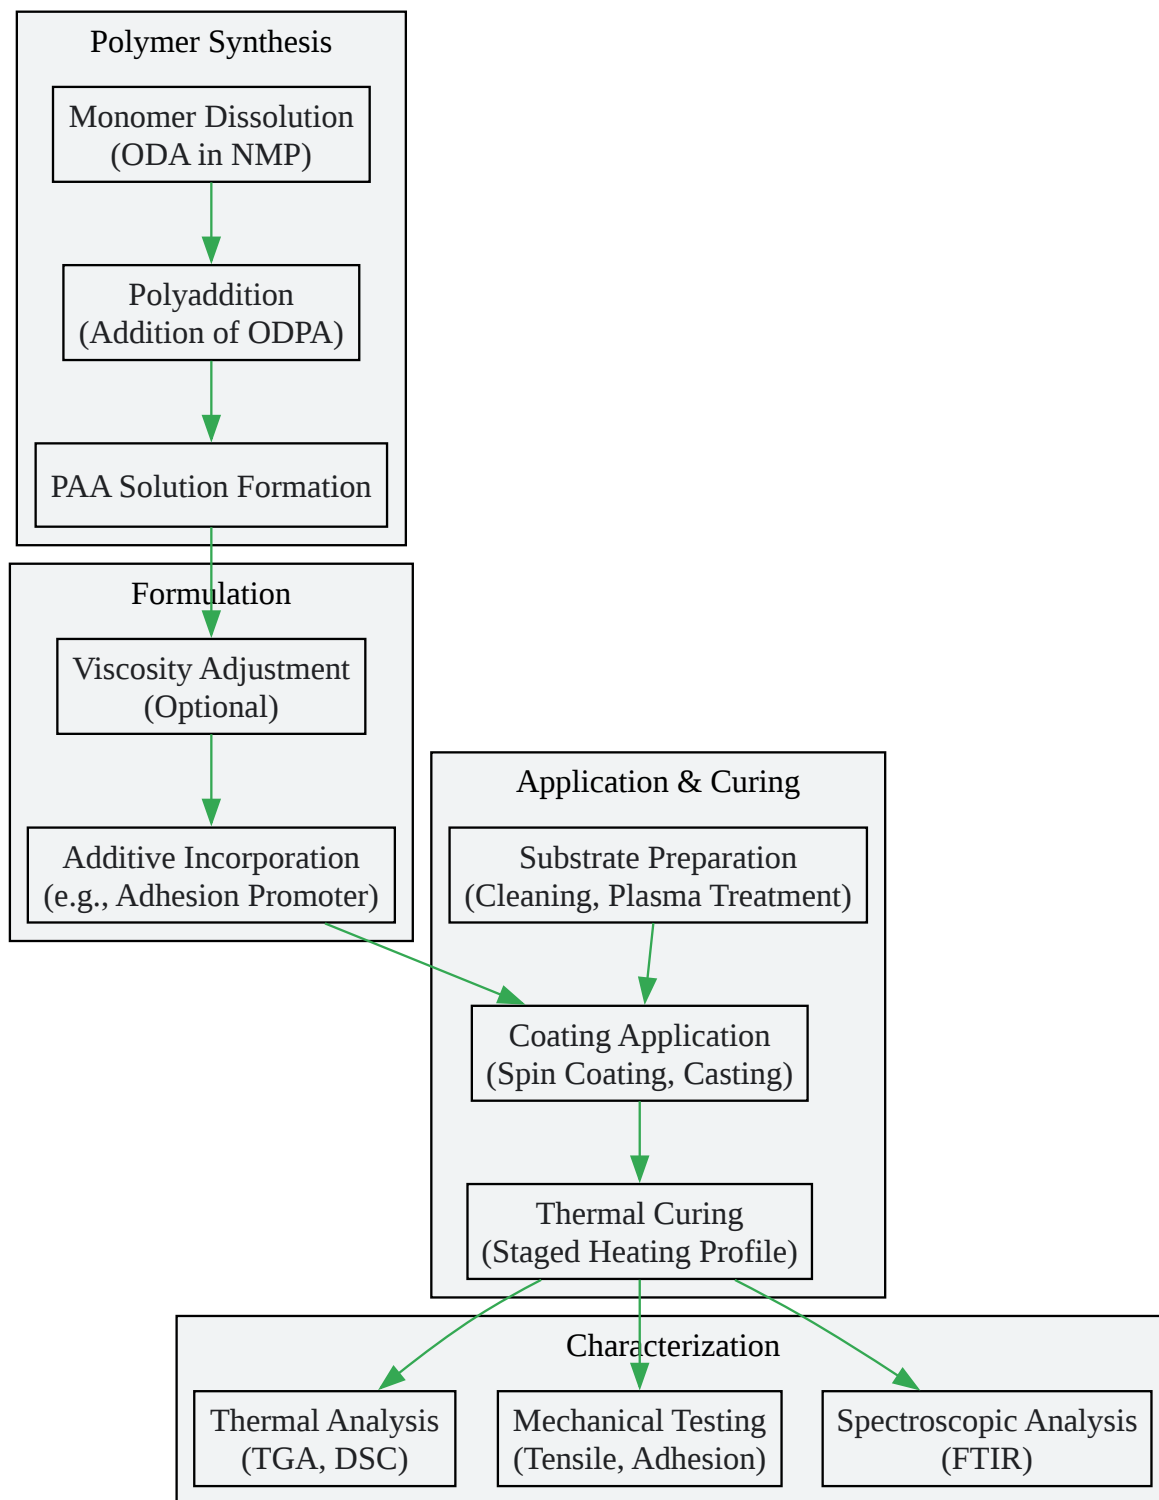 Polymer Synthesis
Monomer Dissolution
(ODA in NMP)
Polyaddition
(Addition of ODPA)
PAA Solution Formation
Formulation
Viscosity Adjustment
(Optional)
Additive Incorporation
(e.g., Adhesion Promoter)
Application & Curing
Substrate Preparation
(Cleaning, Plasma Treatment)
Coating Application
(Spin Coating, Casting)
Thermal Curing
(Staged Heating Profile)
Characterization
Thermal Analysis
(TGA, DSC)
Mechanical Testing
(Tensile, Adhesion)
Spectroscopic Analysis
(FTIR)